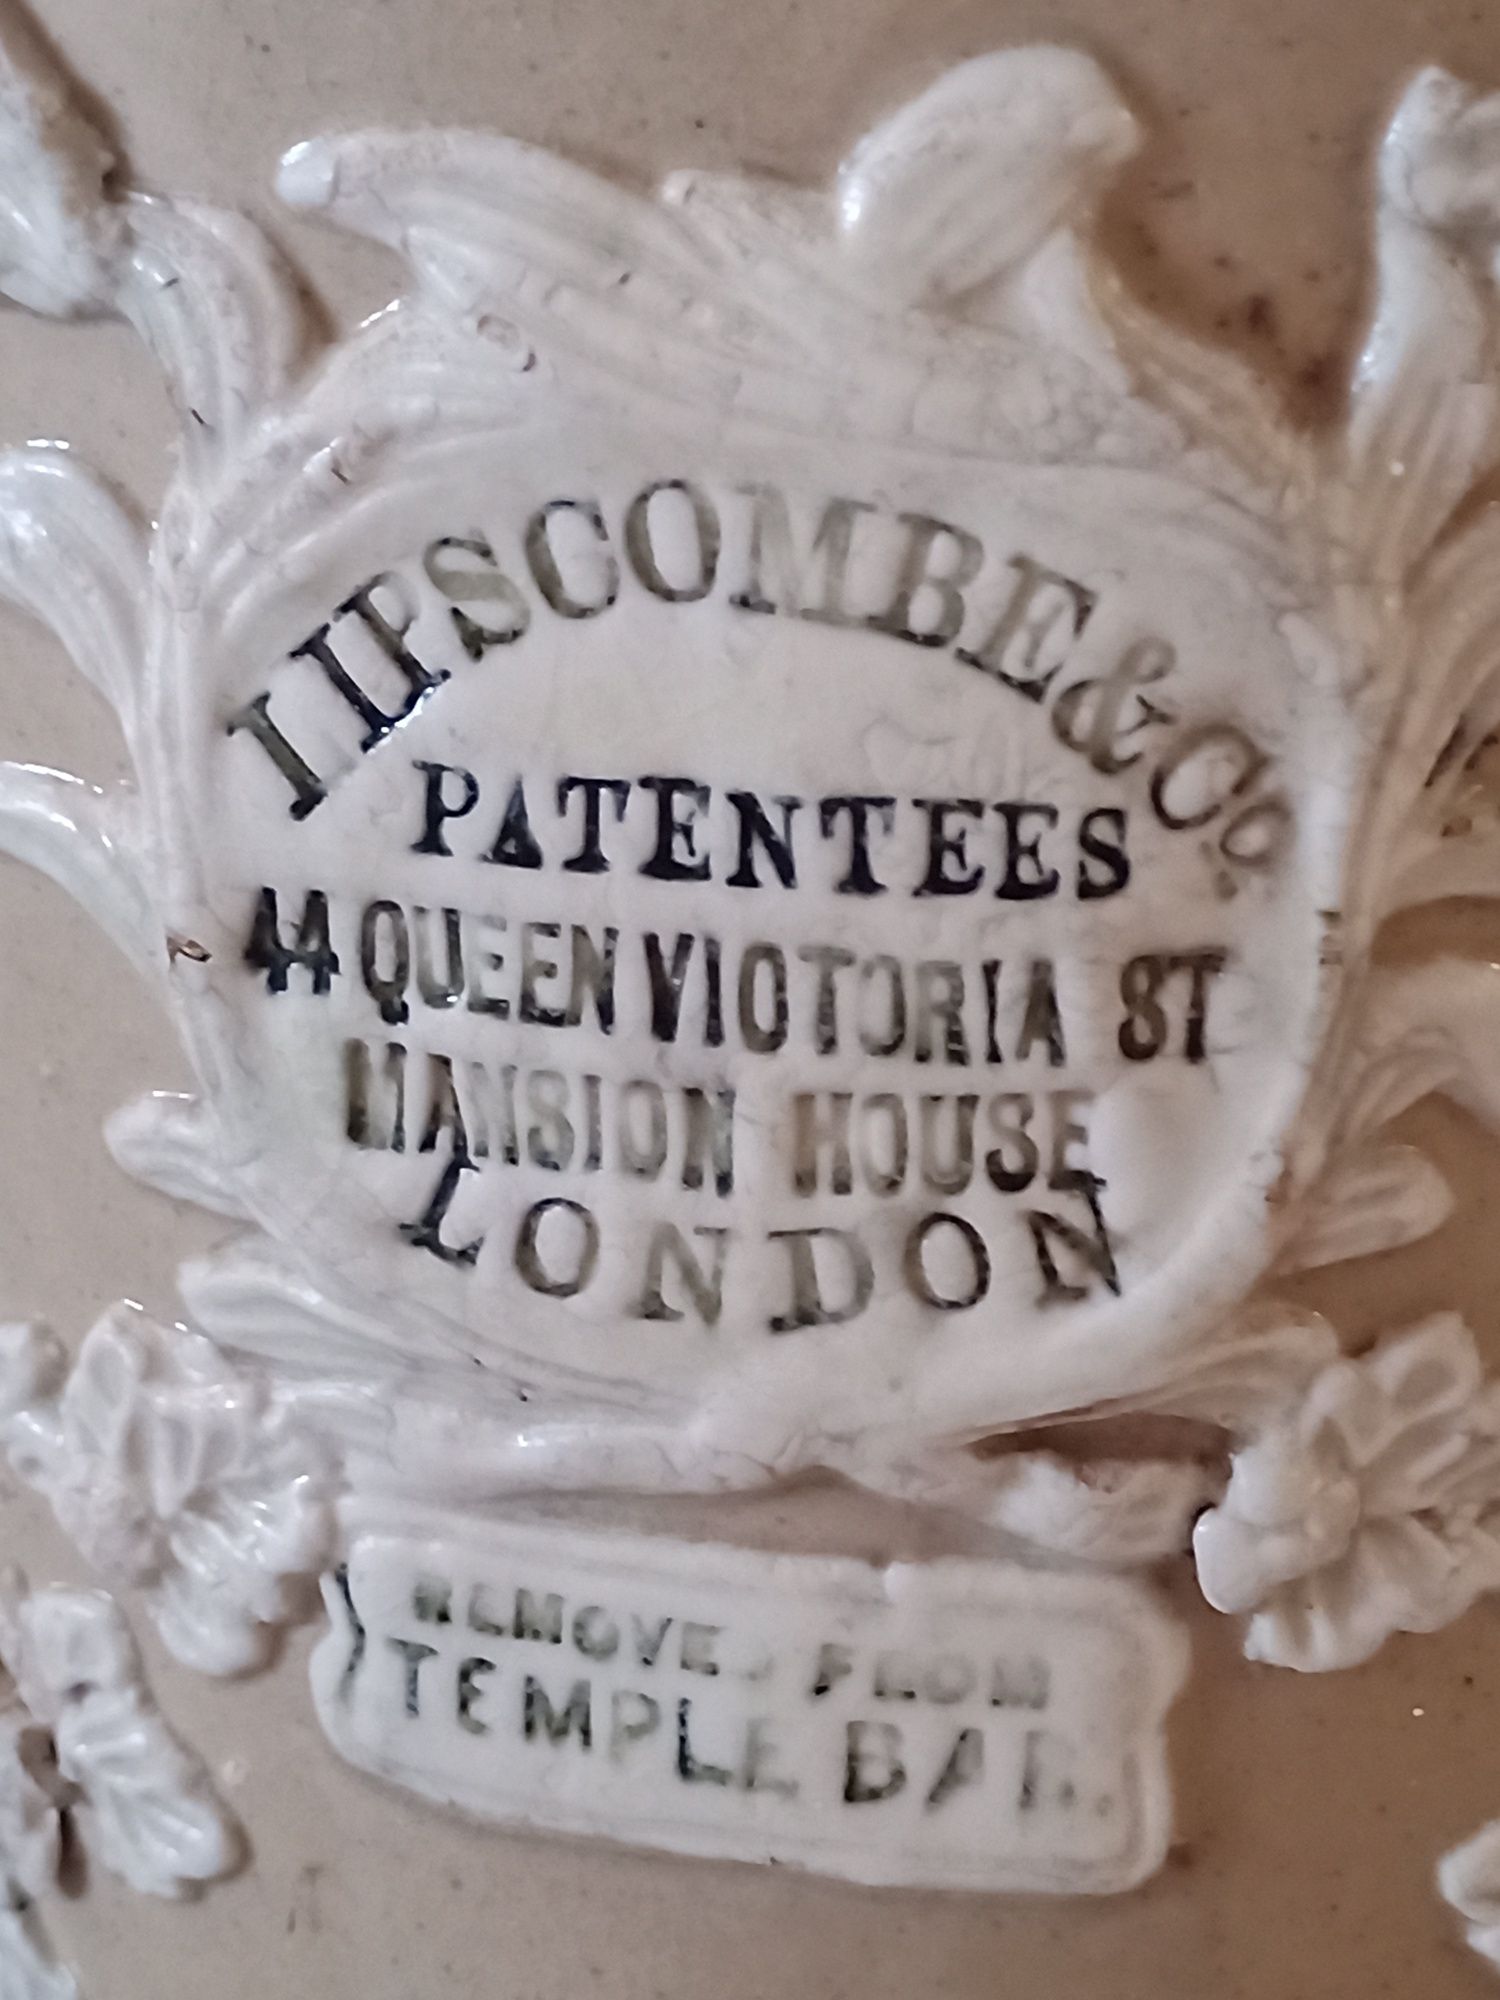 LIPSCOMBE & Co.
PATENTEES
44 QUEEN VICTORIA ST
MANSION HOUSE
LONDON
REMOVED FROM
TEMPLE BAR.